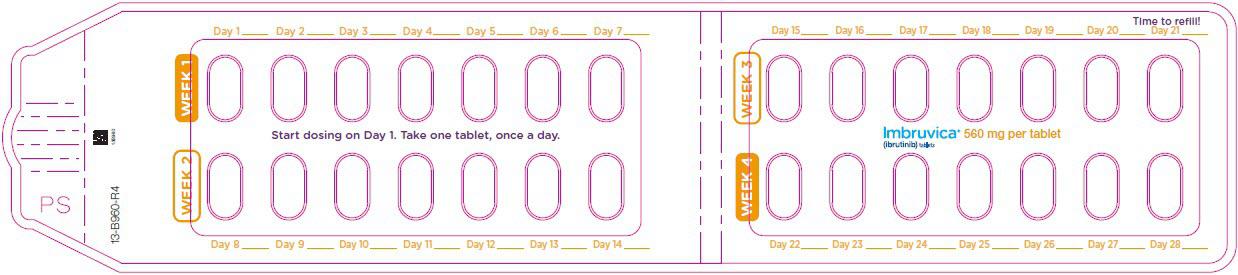 Time to refill!
Day 1 Day 2 Day 3 Day 4 Day 5 Day 6 Day 7
WEEK 1
Start dosing on Day 1. Take one tablet, once a day.
WEEK 2
Day 8 Day 9 Day 10 Day 11 Day 12 Day 13 Day 14
Day 15 Day 16 Day 17 Day 18 Day 19 Day 20 Day 21
WEEK 3
Imbruvica® 560 mg per tablet
(ibrutinib) tablets
WEEK 4
Day 22 Day 23 Day 24 Day 25 Day 26 Day 27 Day 28
PS
13-B960-R4